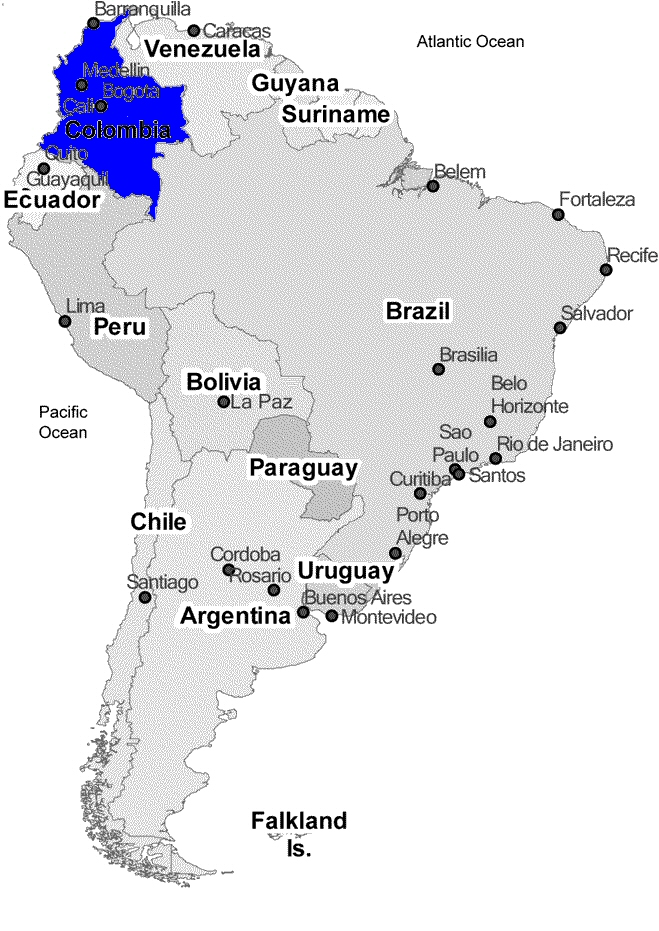 Barranquilla
Caracas
Venezuela
Atlantic Ocean
Medellin
Guyana
Bogota
Cali
Suriname
Colombia
Quito
Belem
Guayaquil
Ecuador
Fortaleza
Recife
Lima
Peru
Brazil
Salvador
Brasilia
Bolivia
La Paz
Belo
Horizonte
Pacific
Ocean
Sao
Paulo
Rio de Janeiro
Paraguay
Santos
Curitiba
Chile
Porto
Alegre
Cordoba
Rosario
Uruguay
Santiago
Buenos Aires
Argentina
Montevideo
Falkland
Is.